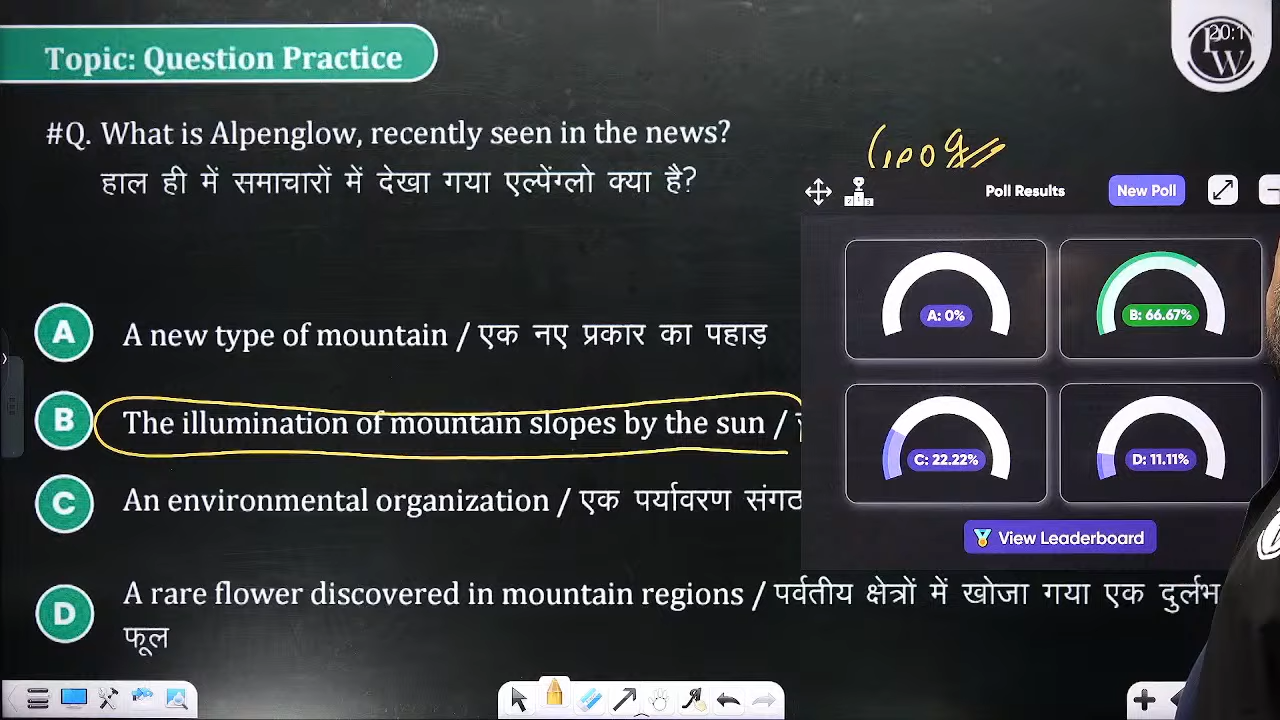 Topic: Question Practice
20:1
PW
#Q. What is Alpenglow, recently seen in the news?
हाल ही में समाचारों में देखा गया एल्पेंग्लो क्या है?
Poll Results
New Poll
A: 0%
B: 66.67%
C: 22.22%
D: 11.11%
View Leaderboard
A A new type of mountain / एक नए प्रकार का पहाड़
B The illumination of mountain slopes by the sun /
C An environmental organization / एक पर्यावरण
D A rare flower discovered in mountain regions / पर्वतीय क्षेत्रों में खोजा गया एक दुर्लभ
फूल